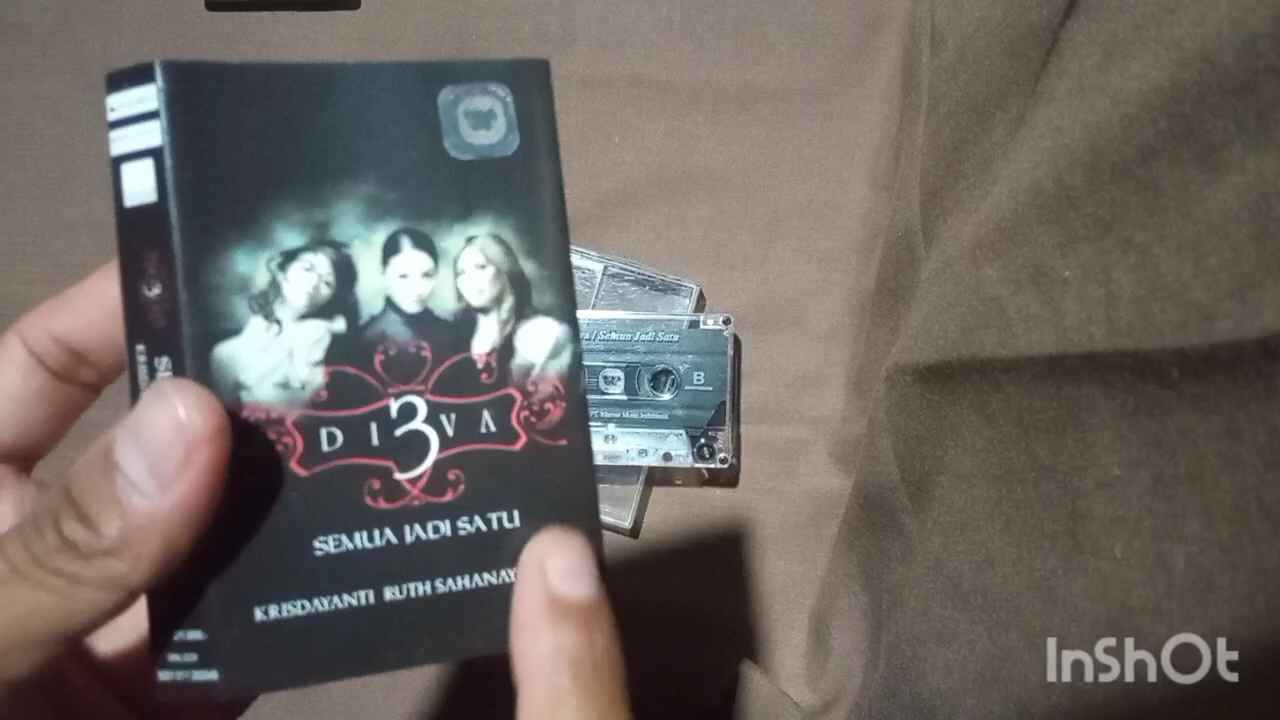 DI3VA
SEMUA JADI SATU
KRISDAYANTI RUTH SAHANAY
Semua Jadi Satu
B
PT. Warner Music Indonesia
InShOt